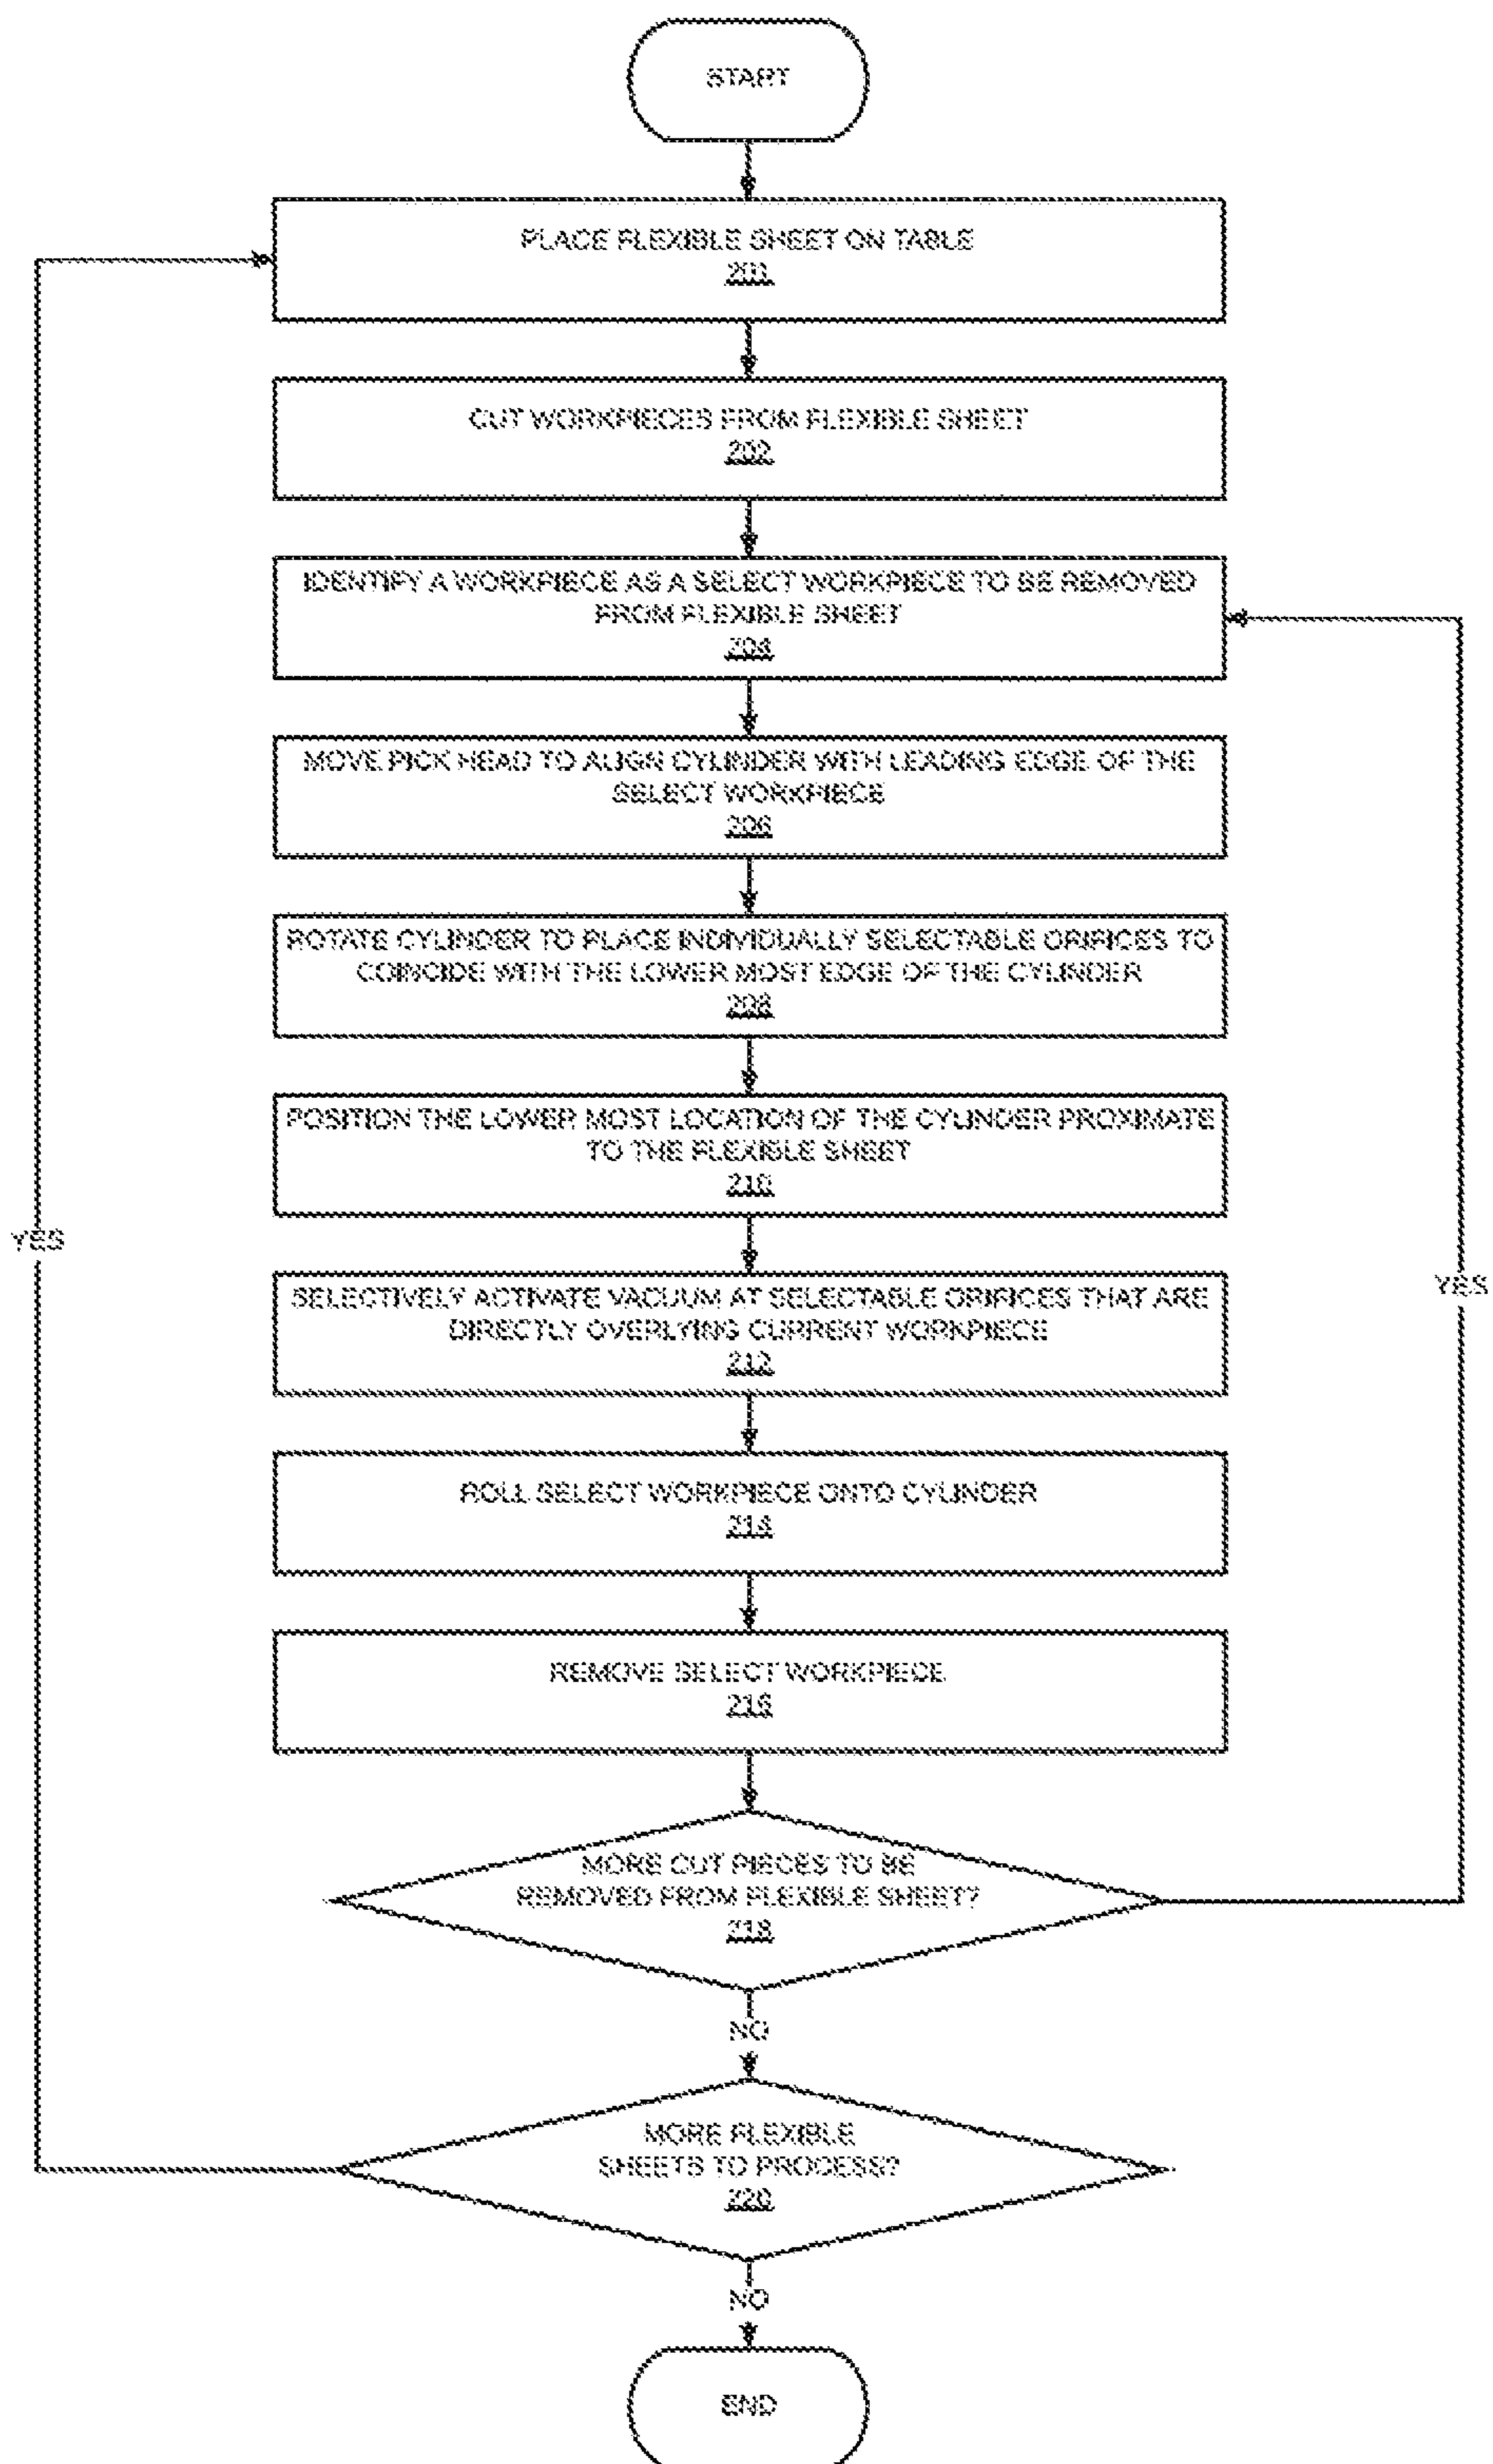 START
PLACE FLEXIBLE SHEET ON TABLE
201
CUT WORKPIECES FROM FLEXIBLE SHEET
202
IDENTIFY A WORKPIECE AS A SELECT WORKPIECE TO BE REMOVED
FROM FLEXIBLE SHEET
204
MOVE PICK HEAD TO ALIGN CYLINDER WITH LEADING EDGE OF THE
SELECT WORKPIECE
206
ROTATE CYLINDER TO PLACE INDIVIDUALLY SELECTABLE ORIFICES TO
COINCIDE WITH THE LOWER MOST EDGE OF THE CYLINDER
208
POSITION THE LOWER MOST LOCATION OF THE CYLINDER PROXIMATE
TO THE FLEXIBLE SHEET
210
YES
SELECTIVELY ACTIVATE VACUUM AT SELECTABLE ORIFICES THAT ARE
DIRECTLY OVERLYING CURRENT WORKPIECE
212
YES
ROLL SELECT WORKPIECE ONTO CYLINDER
214
REMOVE SELECT WORKPIECE
216
MORE CUT PIECES TO BE
REMOVED FROM FLEXIBLE SHEET?
218
NO
MORE FLEXIBLE
SHEETS TO PROCESS?
220
NO
END